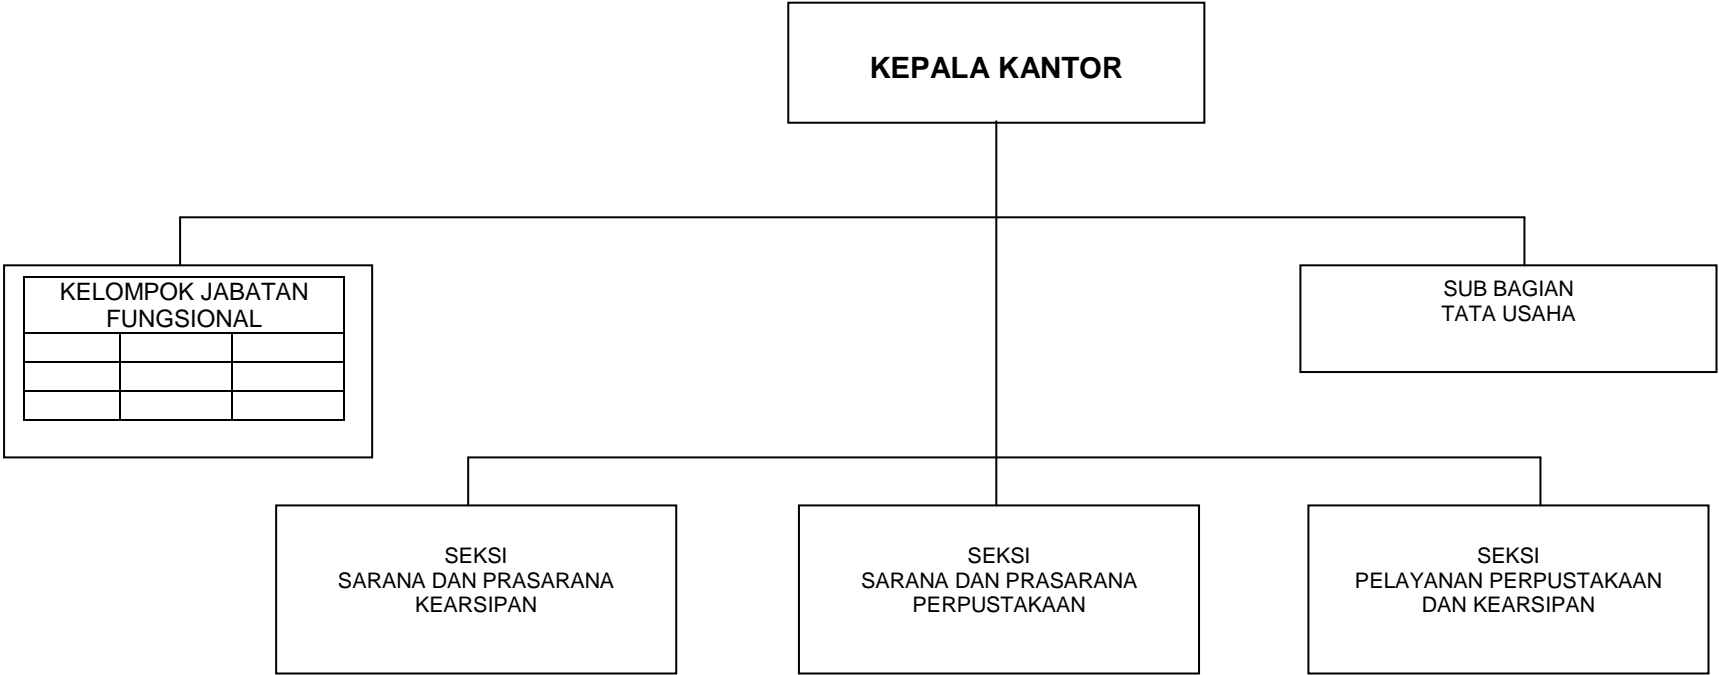 KEPALA KANTOR
KELOMPOK JABATAN
FUNGSIONAL
SUB BAGIAN
TATA USAHA
SEKSI
SARANA DAN PRASARANA
KEARSIPAN
SEKSI
SARANA DAN PRASARANA
PERPUSTAKAAN
SEKSI
PELAYANAN PERPUSTAKAAN
DAN KEARSIPAN